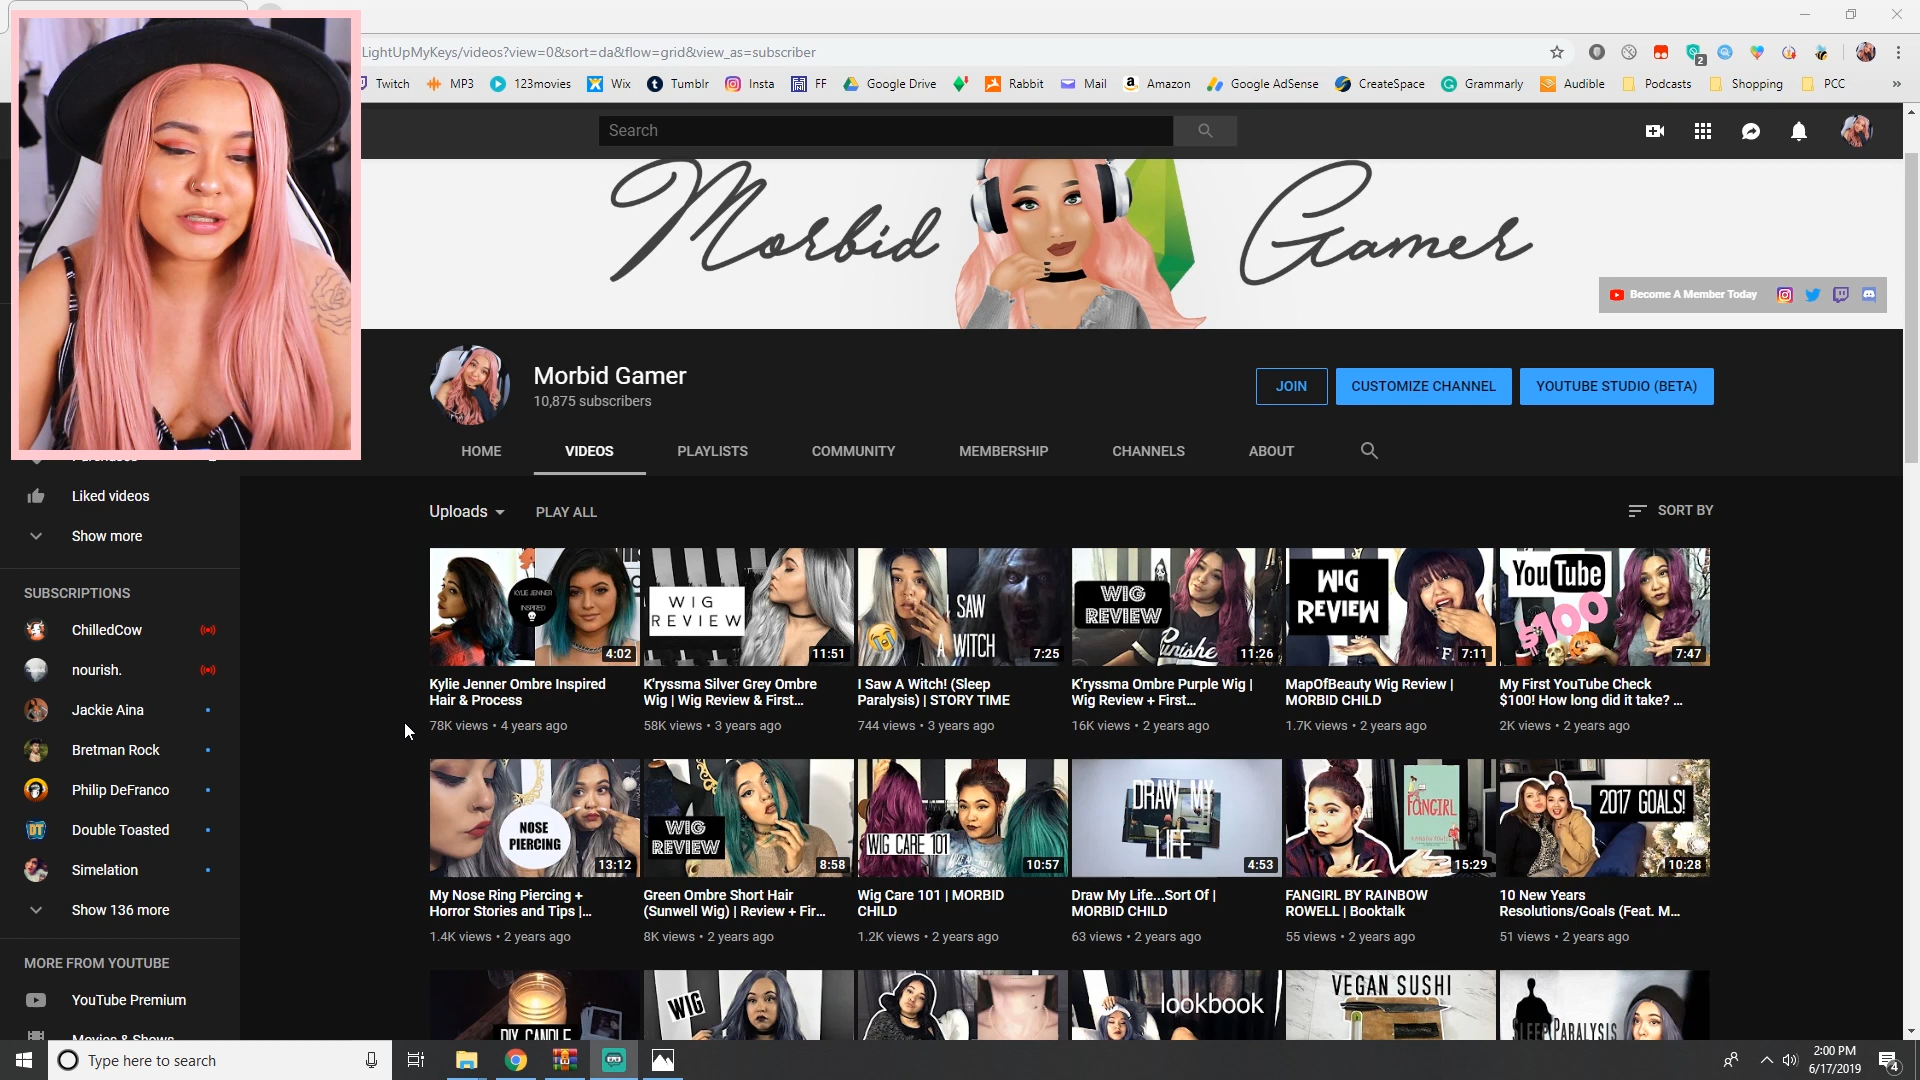 LightUpMyKeys/videos?view=0&sort=da&flow=grid&view_as=subscriber
2
Twitch MP3 123movies Wix Tumblr Insta FF Google Drive Rabbit Mail Amazon Google AdSense CreateSpace Grammarly Audible Podcasts Shopping PCC »
Search
Morbid Gamer
Become A Member Today
Morbid Gamer
10,875 subscribers
JOIN CUSTOMIZE CHANNEL YOUTUBE STUDIO (BETA)
HOME VIDEOS PLAYLISTS COMMUNITY MEMBERSHIP CHANNELS ABOUT
Liked videos
Show more
SUBSCRIPTIONS
ChilledCow
nourish.
Jackie Aina
Bretman Rock
Philip DeFranco
Double Toasted
Simelation
Show 136 more
MORE FROM YOUTUBE
YouTube Premium
Movies & Shows
Uploads PLAY ALL SORT BY
KYLIE JENNER
INSPIRED
4:02
Kylie Jenner Ombre Inspired
Hair & Process
78K views • 4 years ago
WIG
REVIEW
11:51
K'ryssma Silver Grey Ombre
Wig | Wig Review & First...
58K views • 3 years ago
I SAW
A WITCH
7:25
I Saw A Witch! (Sleep
Paralysis) | STORY TIME
744 views • 3 years ago
WIG
REVIEW
Punishe
11:26
K'ryssma Ombre Purple Wig |
Wig Review + First...
16K views • 2 years ago
WIG
REVIEW
7:11
MapOfBeauty Wig Review |
MORBID CHILD
1.7K views • 2 years ago
YouTube
$100
7:47
My First YouTube Check
$100! How long did it take? ...
2K views • 2 years ago
NOSE
PIERCING
13:12
My Nose Ring Piercing +
Horror Stories and Tips |...
1.4K views • 2 years ago
WIG
REVIEW
8:58
Green Ombre Short Hair
(Sunwell Wig) | Review + Fir...
8K views • 2 years ago
WIG CARE 101
10:57
Wig Care 101 | MORBID
CHILD
1.2K views • 2 years ago
DRAW MY
LIFE
4:53
Draw My Life...Sort Of |
MORBID CHILD
63 views • 2 years ago
FANGIRL
15:29
FANGIRL BY RAINBOW
ROWELL | Booktalk
55 views • 2 years ago
2017 GOALS!
10:28
10 New Years
Resolutions/Goals (Feat. M...
51 views • 2 years ago
DIY CANDLE
WIG
lookbook
VEGAN SUSHI
SLEEP PARALYSIS
Type here to search
2:00 PM
6/17/2019
4